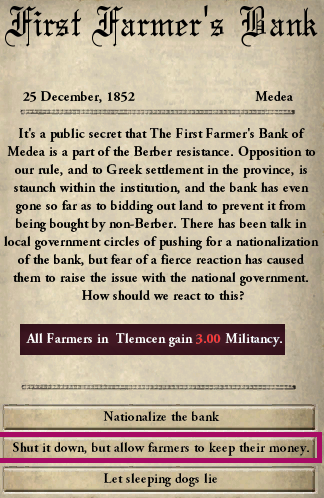 First Farmer's Bank
25 December, 1852 Medea
It's a public secret that The First Farmer's Bank of
Medea is a part of the Berber resistance. Opposition to
our rule, and to Greek settlement in the province, is
staunch within the institution, and the bank has even
gone so far as to bidding out land to prevent it from
being bought by non-Berber. There has been talk in
local government circles of pushing for a nationalization
of the bank, but fear of a fierce reaction has caused
them to raise the issue with the national government.
How should we react to this?
All Farmers in Tlemcen gain 3.00 Militancy.
Nationalize the bank
Shut it down, but allow farmers to keep their money.
Let sleeping dogs lie